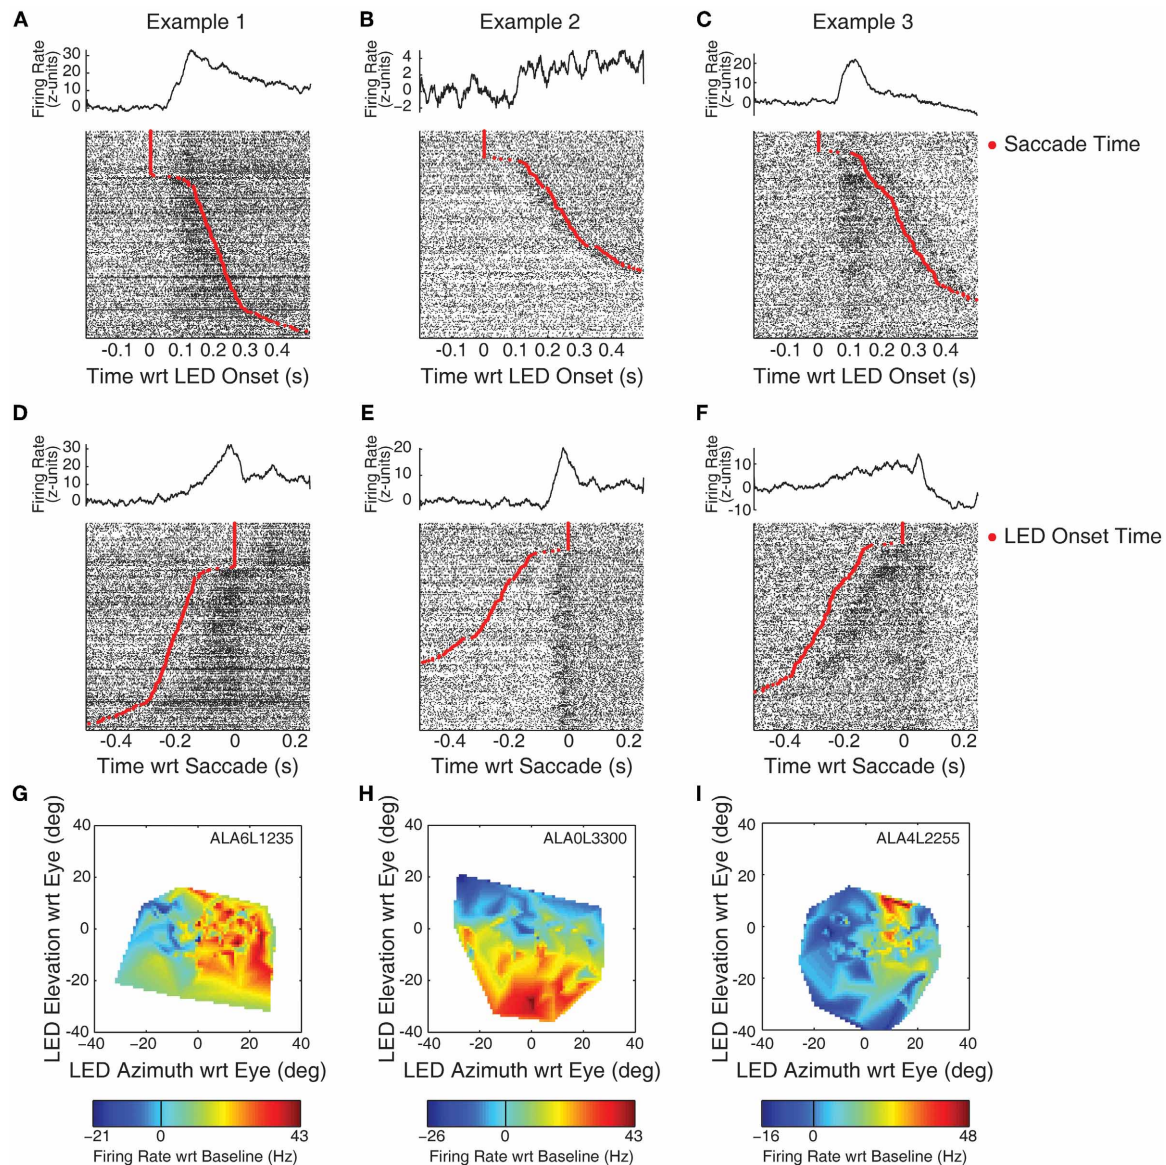 A Example 1
B Example 2
C Example 3
Firing Rate (z-units)
30
20
10
0
Firing Rate (z-units)
4
2
0
−2
Firing Rate (z-units)
20
10
0
Saccade Time
-0.1 0 0.1 0.2 0.3 0.4
-0.1 0 0.1 0.2 0.3 0.4
-0.1 0 0.1 0.2 0.3 0.4
Time wrt LED Onset (s)
Time wrt LED Onset (s)
Time wrt LED Onset (s)
D
E
F
Firing Rate (z-units)
30
20
10
0
Firing Rate (z-units)
20
10
0
Firing Rate (z-units)
10
0
-10
LED Onset Time
-0.4 -0.2 0 0.2
-0.4 -0.2 0 0.2
-0.4 -0.2 0 0.2
Time wrt Saccade (s)
Time wrt Saccade (s)
Time wrt Saccade (s)
G
H
I
LED Elevation wrt Eye (deg)
40
20
0
-20
-40
ALA6L1235
-40 -20 0 20 40
LED Azimuth wrt Eye (deg)
LED Elevation wrt Eye (deg)
40
20
0
-20
-40
ALA0L3300
-40 -20 0 20 40
LED Azimuth wrt Eye (deg)
LED Elevation wrt Eye (deg)
40
20
0
-20
-40
ALA4L2255
-40 -20 0 20 40
LED Azimuth wrt Eye (deg)
−21 0 43
Firing Rate wrt Baseline (Hz)
−26 0 43
Firing Rate wrt Baseline (Hz)
−16 0 48
Firing Rate wrt Baseline (Hz)